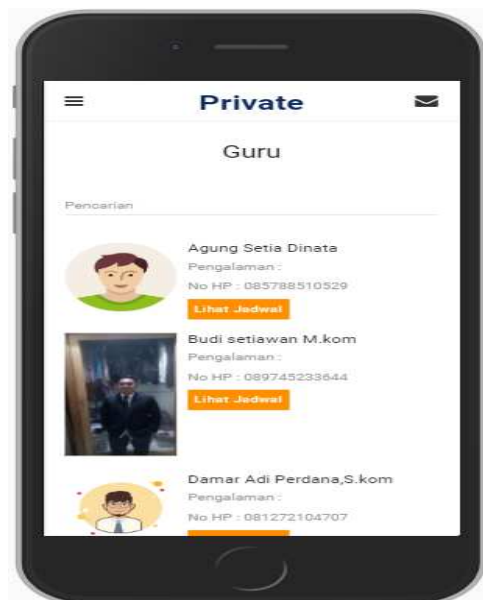 Private
Guru
Pencarian
Agung Setia Dinata
Pengalaman :
No HP : 085788510529
Lihat Jadwal
Budi setiawan M.kom
Pengalaman :
No HP : 089745233644
Lihat Jadwal
Damar Adi Perdana,S.kom
Pengalaman :
No HP : 081272104707